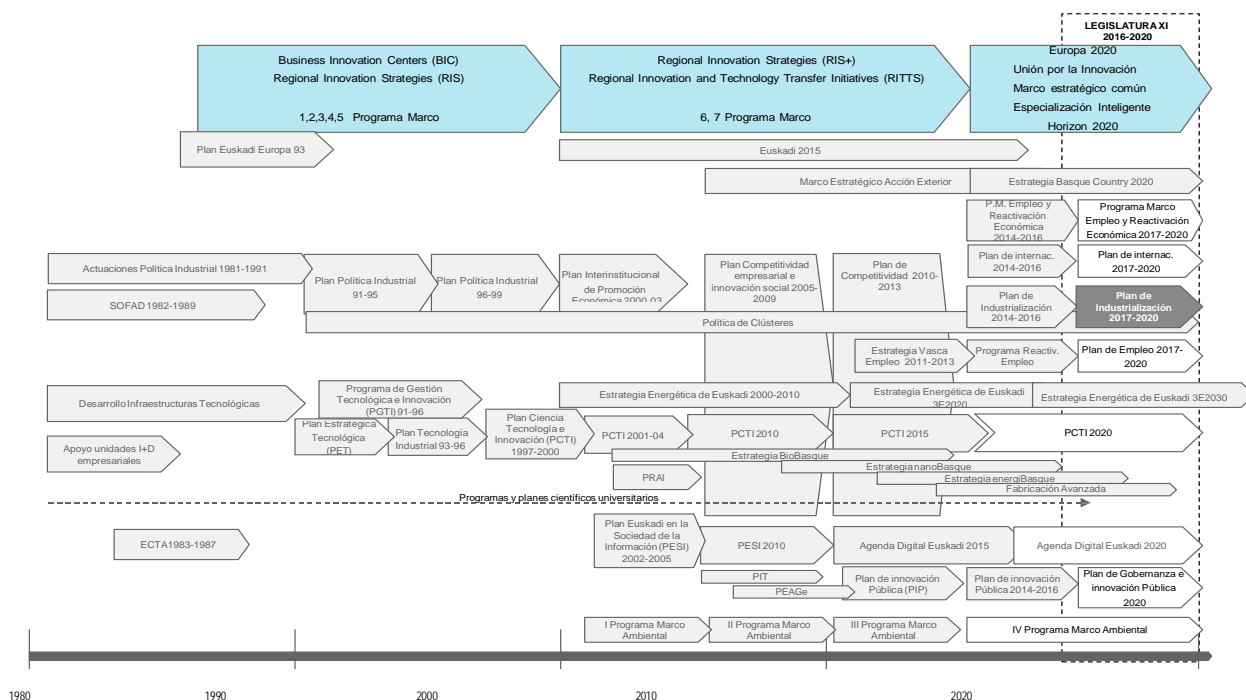 LEGISLATURA XI
2016-2020
Business Innovation Centers (BIC)
Regional Innovation Strategies (RIS)
1,2,3,4,5 Programa Marco
Regional Innovation Strategies (RIS+)
Regional Innovation and Technology Transfer Initiatives (RITTS)
6, 7 Programa Marco
Europa 2020
Unión por la Innovación
Marco estratégico común
Especialización Inteligente
Horizon 2020
Plan Euskadi Europa 93
Euskadi 2015
Marco Estratégico Acción Exterior
Estrategia Basque Country 2020
P.M. Empleo y
Reactivación
Económica
2014-2016
Programa Marco
Empleo y Reactivación
Económica 2017-2020
Actuaciones Política Industrial 1981-1991
SOFAD 1982-1989
Plan Política Industrial
91-95
Plan Política Industrial
96-99
Plan Interinstitucional
de Promoción
Económica 2000-03
Plan Competitividad
empresarial e
innovación social 2005-
2009
Plan de
Competitividad 2010-
2013
Plan de internac.
2014-2016
Plan de internac.
2017-2020
Plan de
Industrialización
2014-2016
Plan de
Industrialización
2017-2020
Política de Clústeres
Estrategia Vasca
Empleo 2011-2013
Programa Reactiv.
Empleo
Plan de Empleo 2017-
2020
Desarrollo Infraestructuras Tecnológicas
Programa de Gestión
Tecnológica e Innovación
(PGTI) 91-96
Estrategia Energética de Euskadi 2000-2010
Estrategia Energética de Euskadi
3E2020
Estrategia Energética de Euskadi 3E2030
Apoyo unidades I+D
empresariales
Plan Estratégica
Tecnológica
(PET)
Plan Tecnología
Industrial 93-96
Plan Ciencia
Tecnología e
Innovación (PCTI)
1997-2000
PCTI 2001-04
PCTI 2010
PCTI 2015
PCTI 2020
Estrategia BioBasque
Estrategia nanoBasque
Estrategia energiBasque
Fabricación Avanzada
PRAI
Programas y planes científicos universitarios
ECTA1983-1987
Plan Euskadi en la
Sociedad de la
Información (PESI)
2002-2005
PESI 2010
Agenda Digital Euskadi 2015
Agenda Digital Euskadi 2020
PIT
PEAGe
Plan de innovación
Pública (PIP)
Plan de innovación
Pública 2014-2016
Plan de Gobernanza e
innovación Pública
2020
I Programa Marco
Ambiental
II Programa Marco
Ambiental
III Programa Marco
Ambiental
IV Programa Marco Ambiental
1980
1990
2000
2010
2020